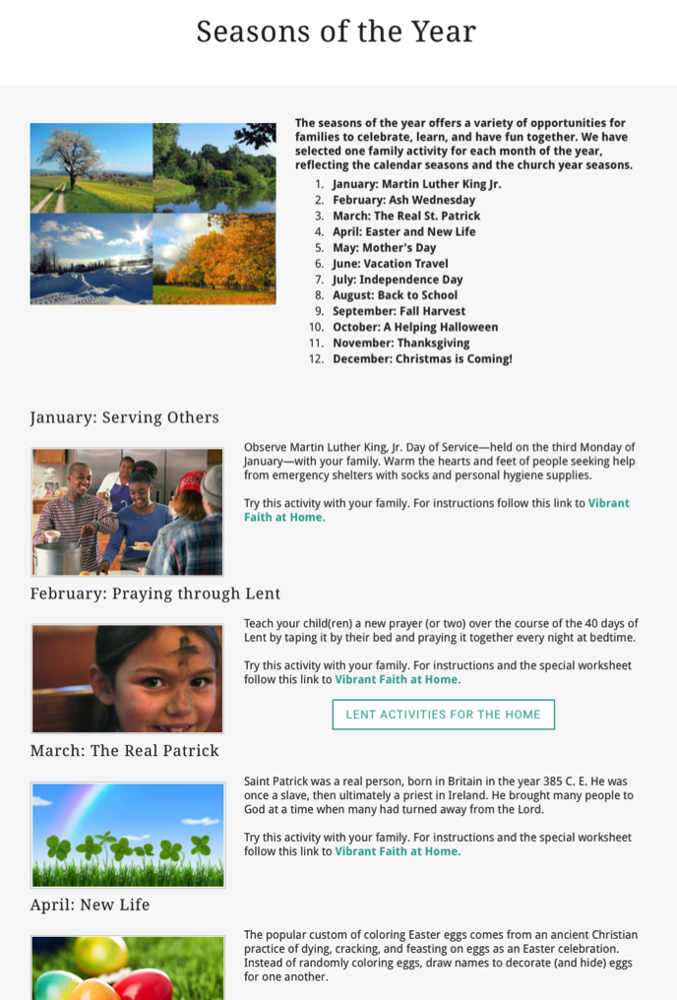 Seasons of the Year
The seasons of the year offers a variety of opportunities for
families to celebrate, learn, and have fun together. We have
selected one family activity for each month of the year,
reflecting the calendar seasons and the church year seasons.
1. January: Martin Luther King Jr.
2. February: Ash Wednesday
3. March: The Real St. Patrick
4. April: Easter and New Life
5. May: Mother's Day
6. June: Vacation Travel
7. July: Independence Day
8. August: Back to School
9. September: Fall Harvest
10. October: A Helping Halloween
11. November: Thanksgiving
12. December: Christmas is Coming!
January: Serving Others
Observe Martin Luther King, Jr. Day of Service—held on the third Monday of
January—with your family. Warm the hearts and feet of people seeking help
from emergency shelters with socks and personal hygiene supplies.
Try this activity with your family. For instructions follow this link to Vibrant
Faith at Home.
February: Praying through Lent
Teach your child(ren) a new prayer (or two) over the course of the 40 days of
Lent by taping it by their bed and praying it together every night at bedtime.
Try this activity with your family. For instructions and the special worksheet
follow this link to Vibrant Faith at Home.
LENT ACTIVITIES FOR THE HOME
March: The Real Patrick
Saint Patrick was a real person, born in Britain in the year 385 C. E. He was
once a slave, then ultimately a priest in Ireland. He brought many people to
God at a time when many had turned away from the Lord.
Try this activity with your family. For instructions and the special worksheet
follow this link to Vibrant Faith at Home.
April: New Life
The popular custom of coloring Easter eggs comes from an ancient Christian
practice of dying, cracking, and feasting on eggs as an Easter celebration.
Instead of randomly coloring eggs, draw names to decorate (and hide) eggs
for one another.